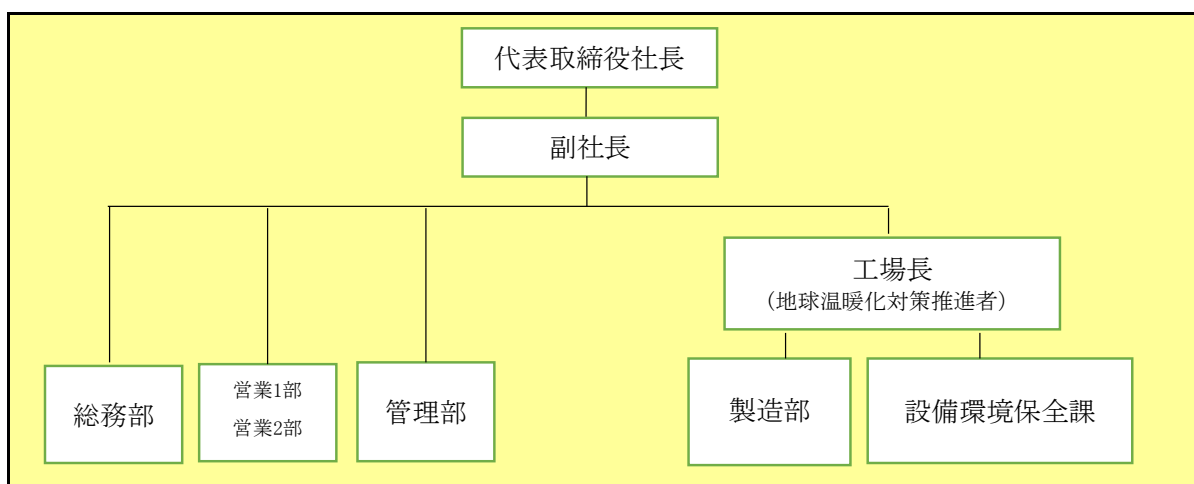 代表取締役社長
副社長
工場長
（地球温暖化対策推進者）
総務部
営業1部
営業2部
管理部
製造部
設備環境保全課